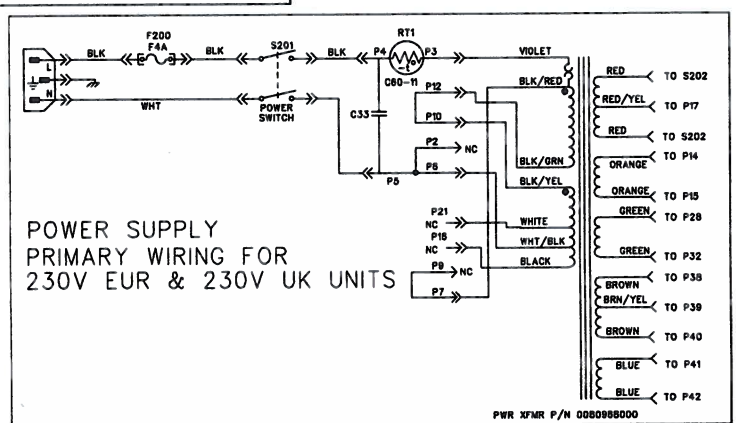 F200
F4A
BLK
BLK
S201
BLK
P4
RT1
P3
-t°
C60-11
VIOLET
L
N
WHT
POWER
SWITCH
C33
P12
P10
P2
NC
P6
P5
P21
NC
P18
NC
P9
NC
P7
BLK/RED
BLK/GRN
BLK/YEL
WHITE
WHT/BLK
BLACK
RED
TO S202
RED/YEL
TO P17
RED
TO S202
TO P14
ORANGE
ORANGE
TO P15
GREEN
TO P28
GREEN
TO P32
TO P38
BROWN
BRN/YEL
TO P39
BROWN
TO P40
TO P41
BLUE
BLUE
TO P42
POWER SUPPLY
PRIMARY WIRING FOR
230V EUR & 230V UK UNITS
PWR XFMR P/N 0080988000